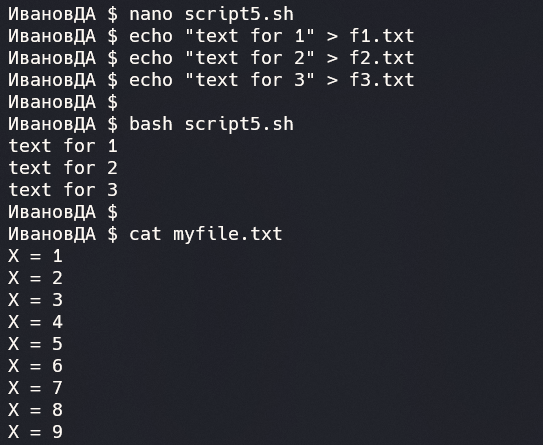 ИвановДА $ nano script5.sh
ИвановДА $ echo "text for 1" > f1.txt
ИвановДА $ echo "text for 2" > f2.txt
ИвановДА $ echo "text for 3" > f3.txt
ИвановДА $
ИвановДА $ bash script5.sh
text for 1
text for 2
text for 3
ИвановДА $
ИвановДА $ cat myfile.txt
X = 1
X = 2
X = 3
X = 4
X = 5
X = 6
X = 7
X = 8
X = 9